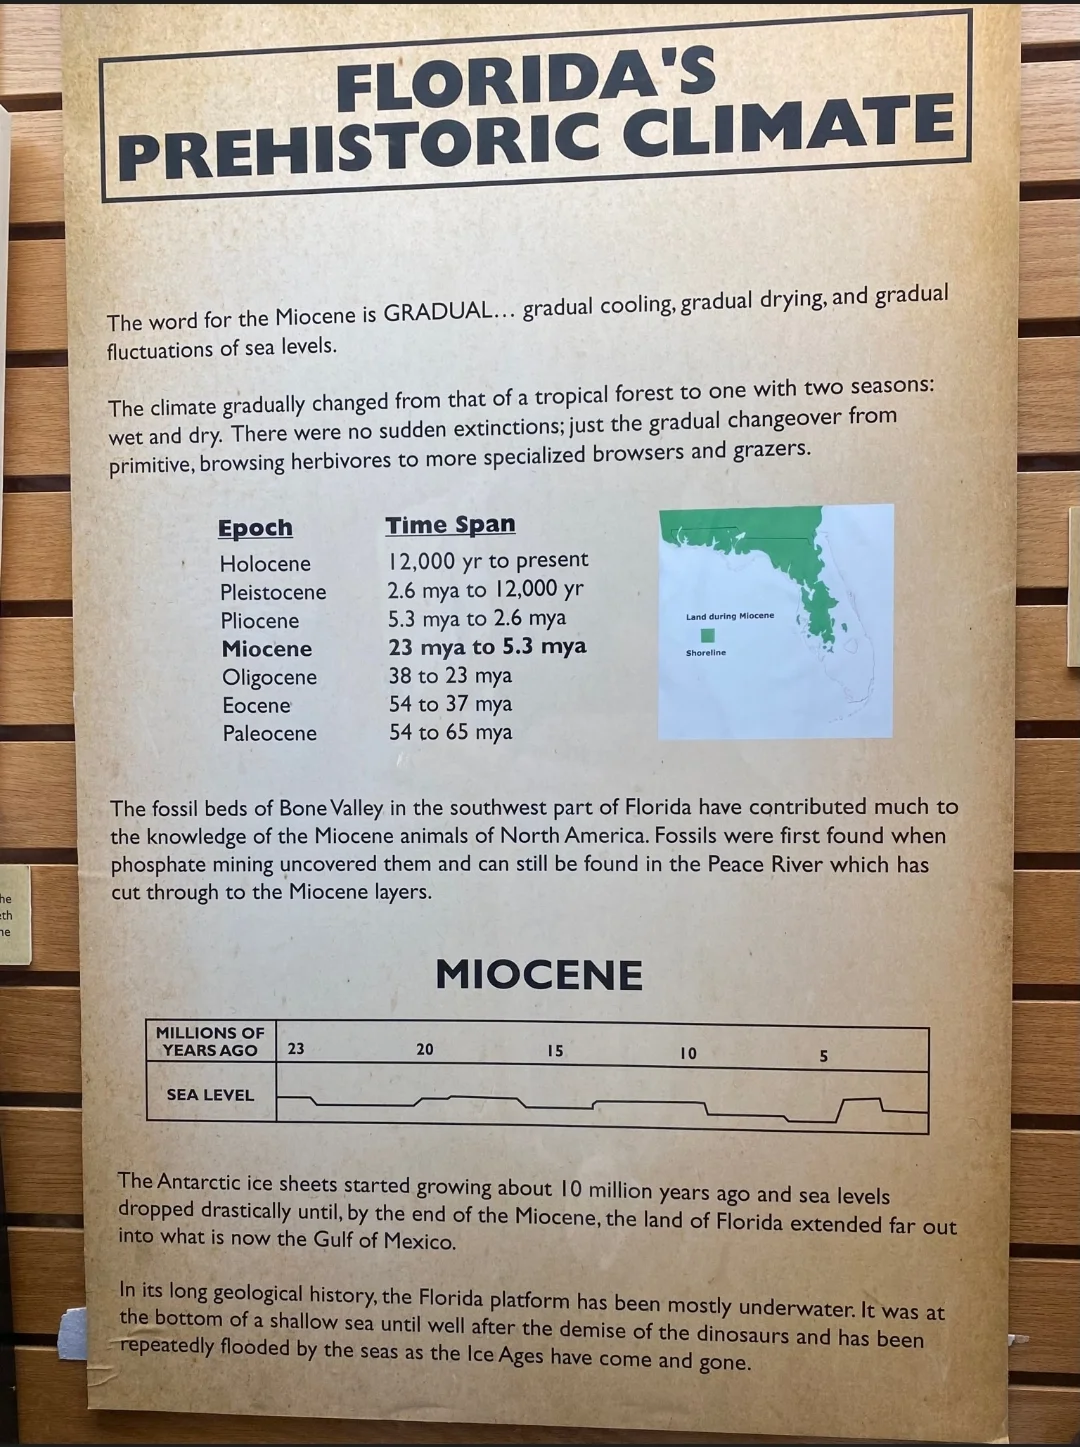 FLORIDA'S
PREHISTORIC CLIMATE
The word for the Miocene is GRADUAL... gradual cooling, gradual drying, and gradual
fluctuations of sea levels.
The climate gradually changed from that of a tropical forest to one with two seasons:
wet and dry. There were no sudden extinctions; just the gradual changeover from
primitive, browsing herbivores to more specialized browsers and grazers.
Epoch Time Span
Holocene 12,000 yr to present
Pleistocene 2.6 mya to 12,000 yr
Pliocene 5.3 mya to 2.6 mya
Miocene 23 mya to 5.3 mya
Oligocene 38 to 23 mya
Eocene 54 to 37 mya
Paleocene 54 to 65 mya
Land during Miocene
Shoreline
The fossil beds of Bone Valley in the southwest part of Florida have contributed much to
the knowledge of the Miocene animals of North America. Fossils were first found when
phosphate mining uncovered them and can still be found in the Peace River which has
cut through to the Miocene layers.
he
eth
ne
MIOCENE
MILLIONS OF
YEARS AGO 23 20 15 10 5
SEA LEVEL
The Antarctic ice sheets started growing about 10 million years ago and sea levels
dropped drastically until, by the end of the Miocene, the land of Florida extended far out
into what is now the Gulf of Mexico.
In its long geological history, the Florida platform has been mostly underwater. It was at
the bottom of a shallow sea until well after the demise of the dinosaurs and has been
repeatedly flooded by the seas as the Ice Ages have come and gone.